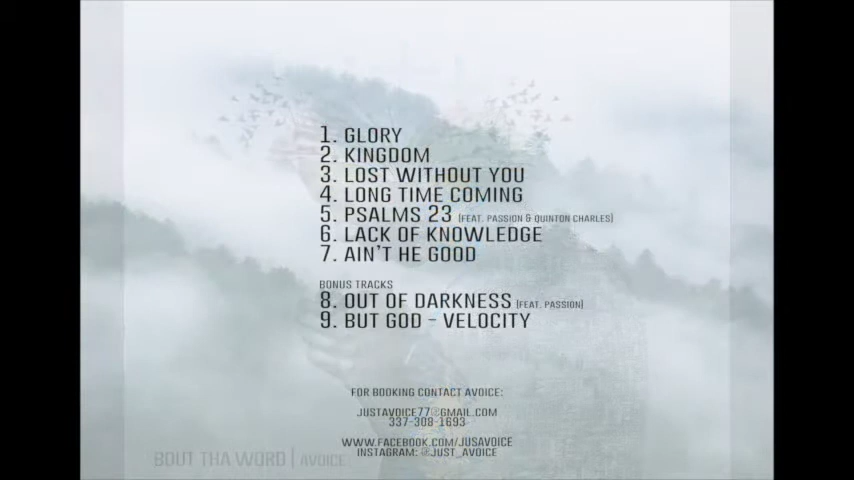 1. GLORY
2. KINGDOM
3. LOST WITHOUT YOU
4. LONG TIME COMING
5. PSALMS 23 (FEAT. PASSION & QUINTON CHARLES)
6. LACK OF KNOWLEDGE
7. AIN'T HE GOOD
BONUS TRACKS
8. OUT OF DARKNESS (FEAT. PASSION)
9. BUT GOD - VELOCITY
FOR BOOKING CONTACT AVOICE:
JUSTAVOICE77@GMAIL.COM
337-308-1693
WWW.FACEBOOK.COM/JUSAVOICE
INSTAGRAM: @JUST_AVOICE
BOUT THA WORD | AVOICE